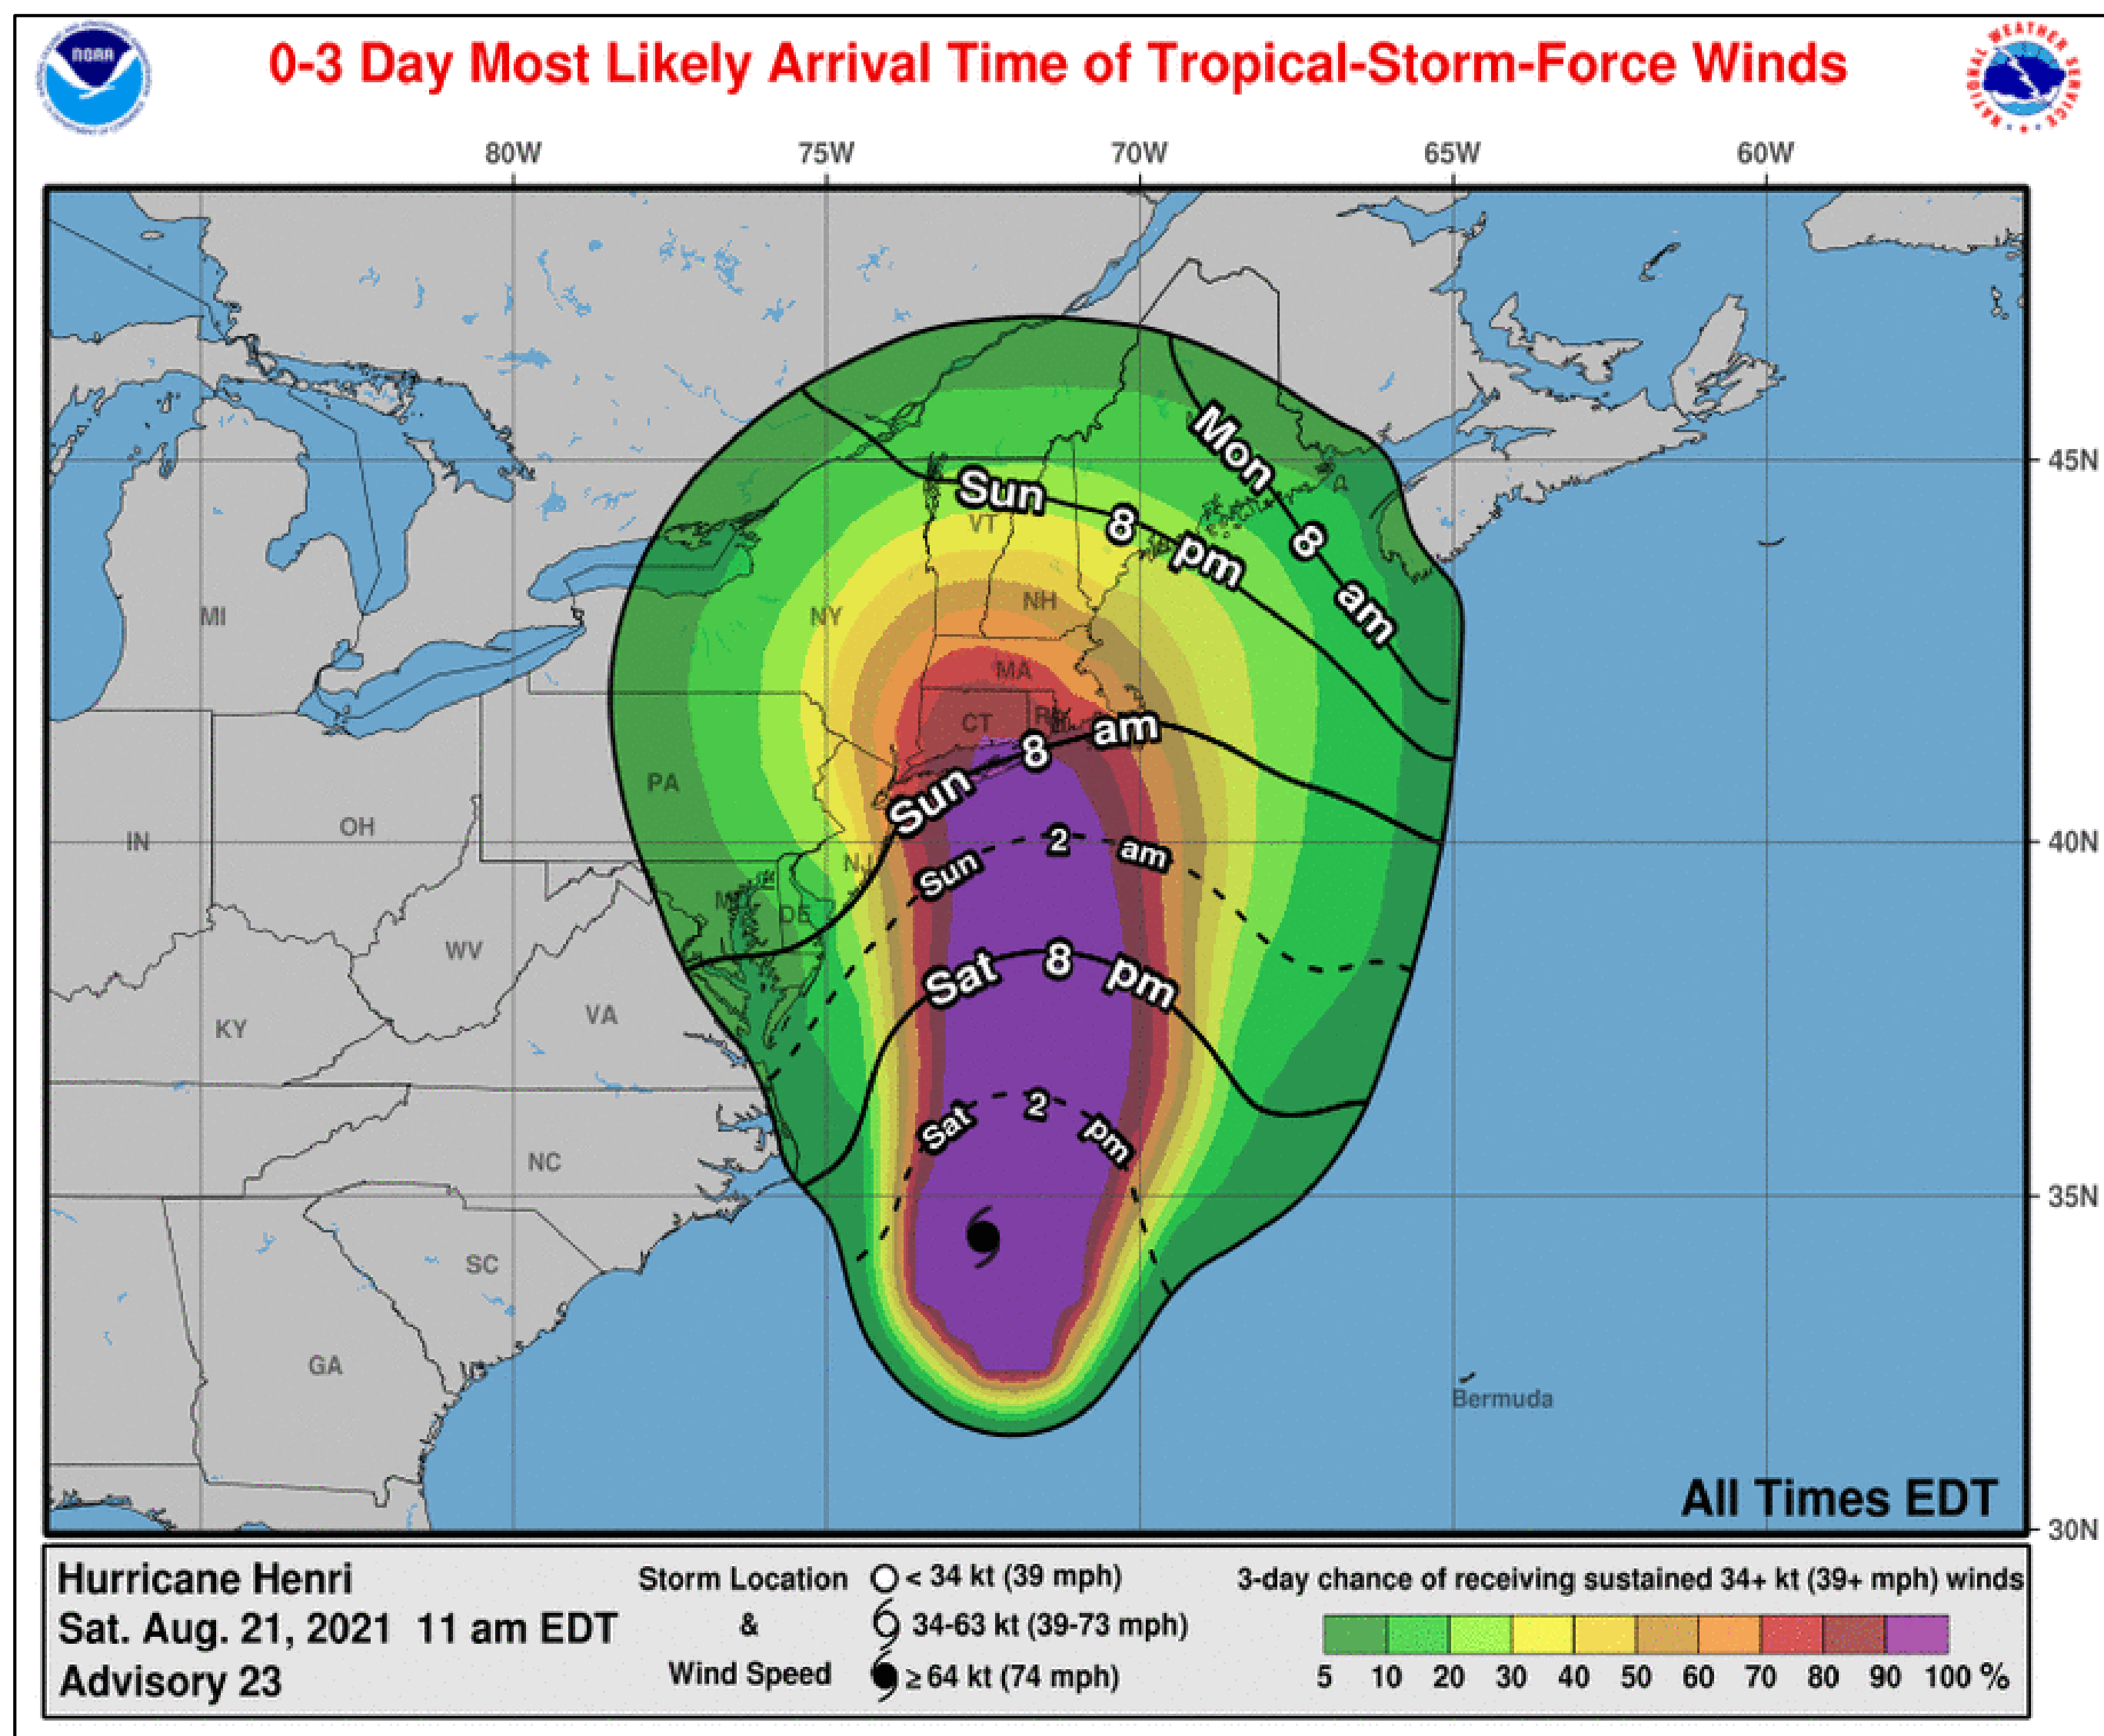 0-3 Day Most Likely Arrival Time of Tropical-Storm-Force Winds
NOAA
NATIONAL WEATHER SERVICE
80W 75W 70W 65W 60W
45N
40N
35N
30N
Mon 8 am
Sun 8 pm
Sun 8 am
Sun 2 am
Sat 8 pm
Sat 2 pm
VT
NH
NY
MI
MA
CT
PA
OH
IN
NJ
DE
WV
VA
KY
NC
SC
GA
Bermuda
All Times EDT
Hurricane Henri
Sat. Aug. 21, 2021 11 am EDT
Advisory 23
Storm Location
&
Wind Speed
< 34 kt (39 mph)
34-63 kt (39-73 mph)
≥ 64 kt (74 mph)
3-day chance of receiving sustained 34+ kt (39+ mph) winds
5 10 20 30 40 50 60 70 80 90 100 %